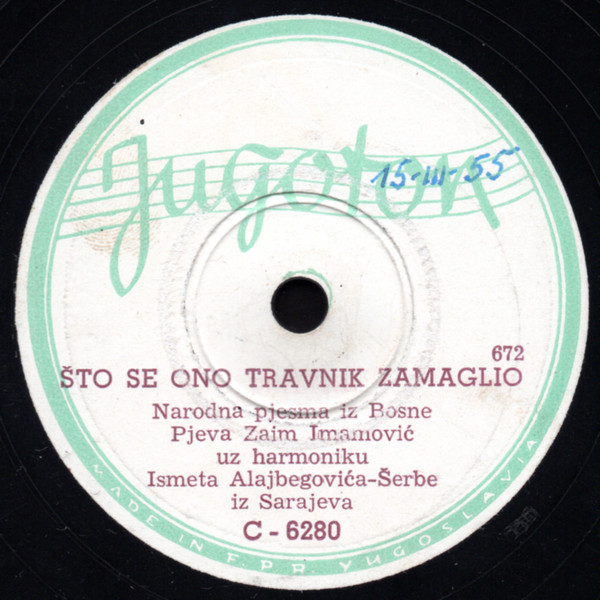 Jugoton
15-III-55
672
ŠTO SE ONO TRAVNIK ZAMAGLIO
Narodna pjesma iz Bosne
Pjeva Zaim Imamović
uz harmoniku
Ismeta Alajbegovića-Šerbe
iz Sarajeva
C - 6280
MADE IN F.P.R. YUGOSLAVIA